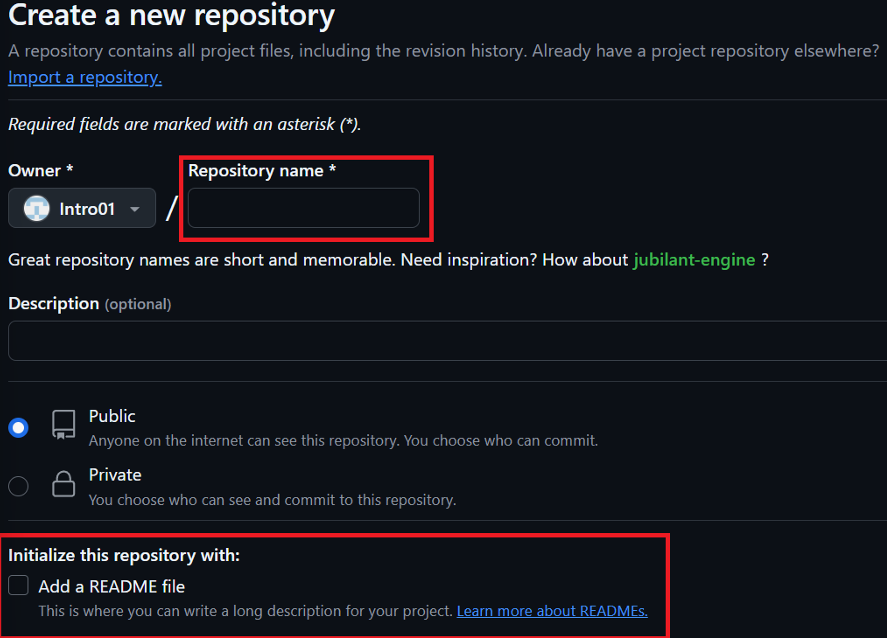 Create a new repository
A repository contains all project files, including the revision history. Already have a project repository elsewhere?
Import a repository.
Required fields are marked with an asterisk (*).
Owner *
Repository name *
Intro01
/
Great repository names are short and memorable. Need inspiration? How about jubilant-engine ?
Description (optional)
Public
Anyone on the internet can see this repository. You choose who can commit.
Private
You choose who can see and commit to this repository.
Initialize this repository with:
Add a README file
This is where you can write a long description for your project. Learn more about READMEs.